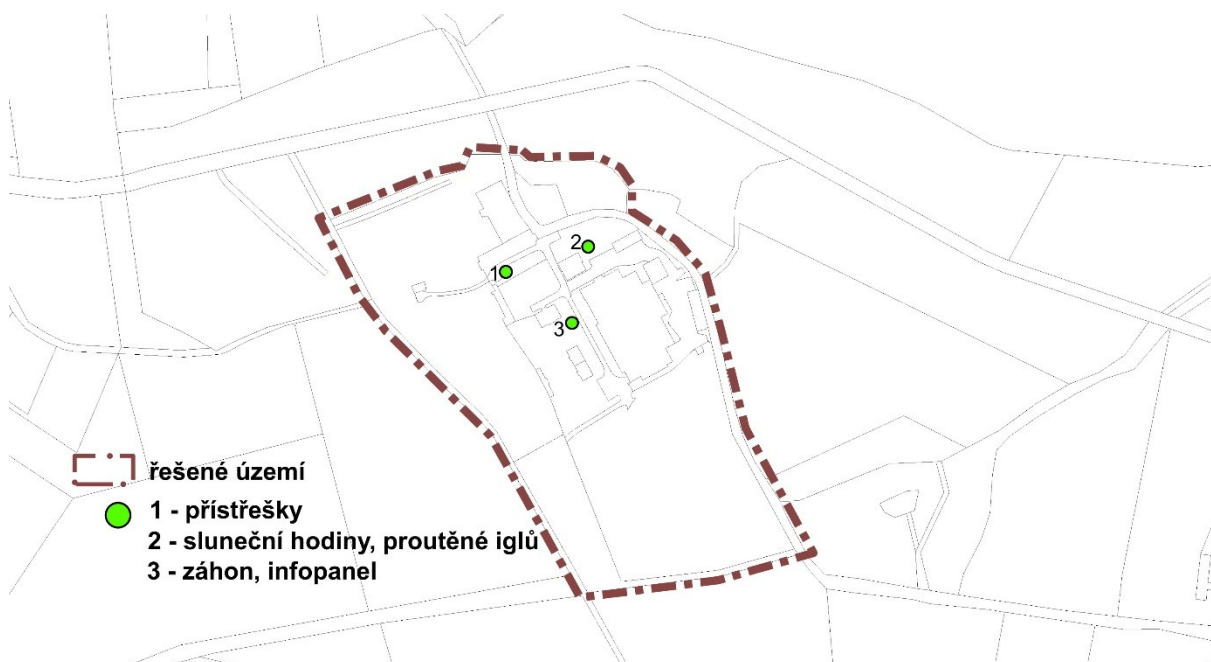 2
1
3
řešené území
1 - přístřešky
2 - sluneční hodiny, proutěné iglů
3 - záhon, infopanel